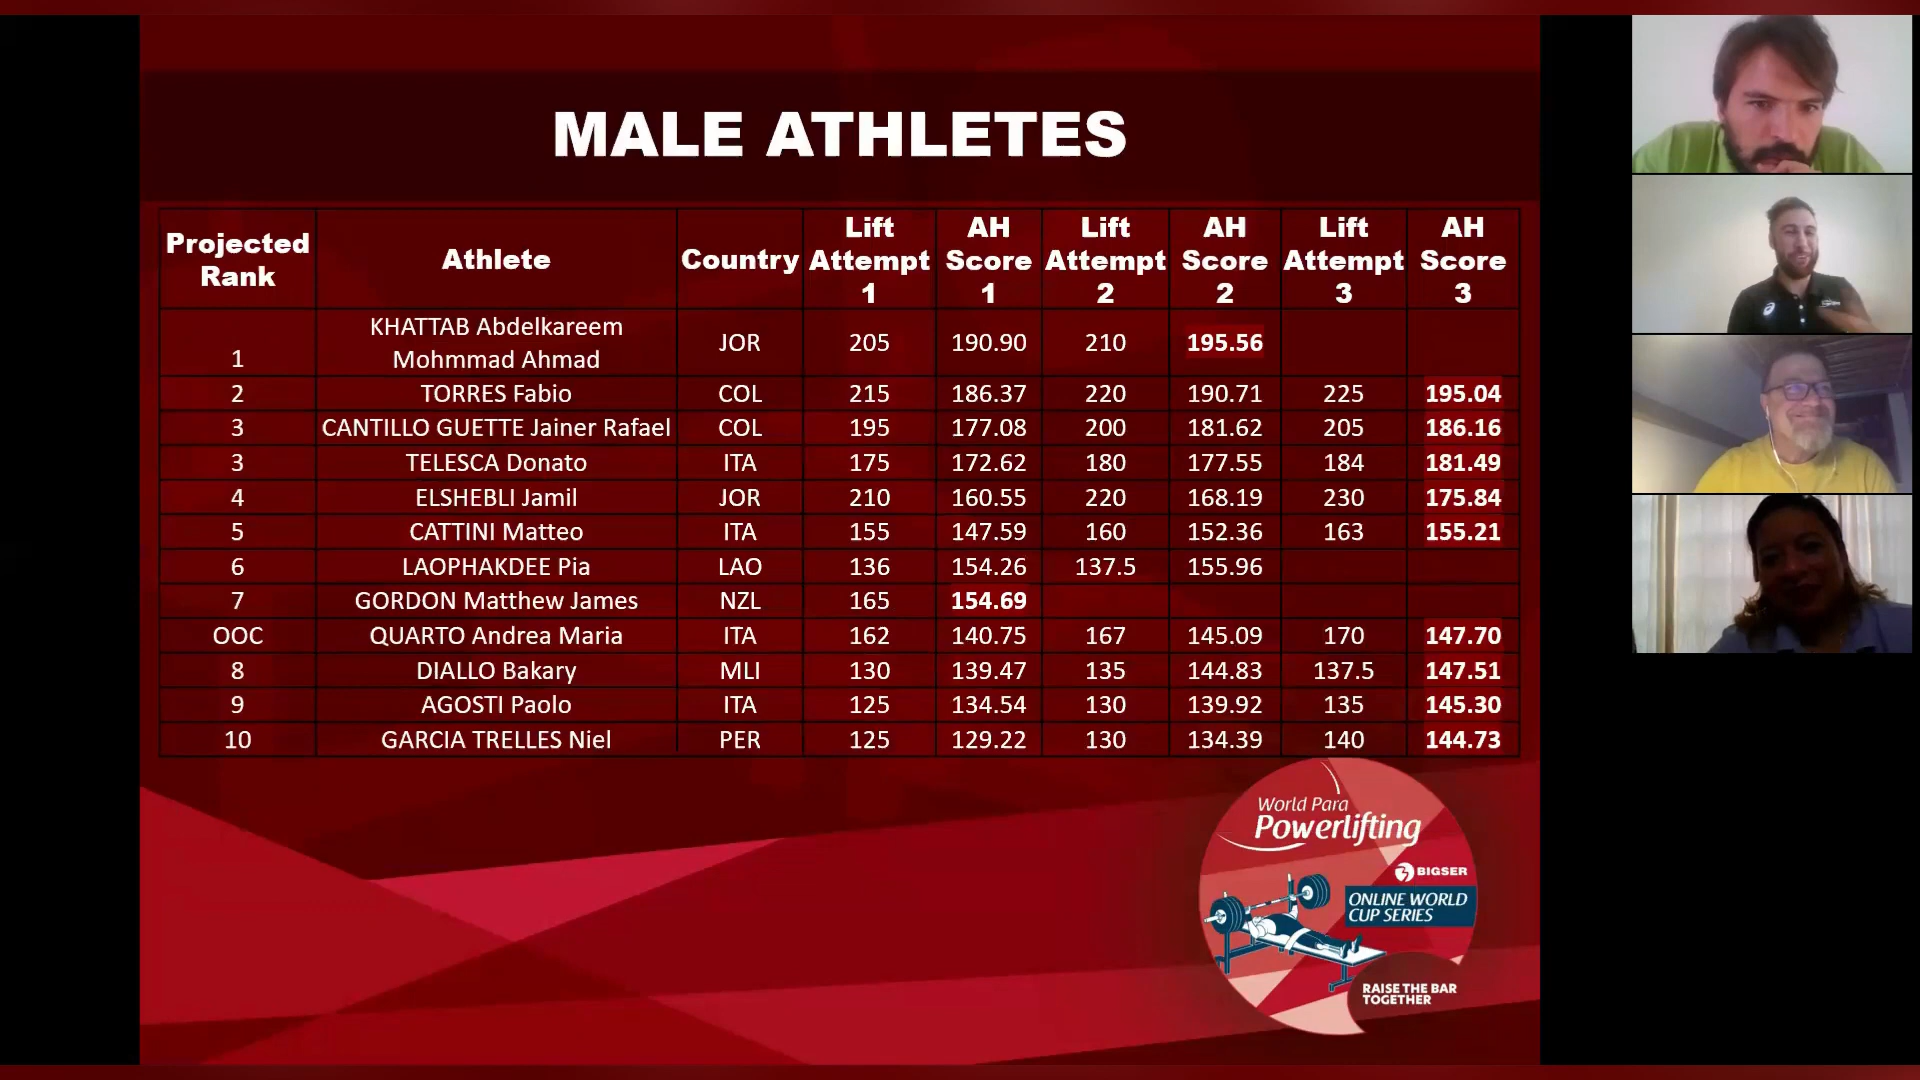 MALE ATHLETES
Projected Rank Athlete Country Lift Attempt 1 AH Score 1 Lift Attempt 2 AH Score 2 Lift Attempt 3 AH Score 3
1 KHATTAB Abdelkareem Mohmmad Ahmad JOR 205 190.90 210 195.56
2 TORRES Fabio COL 215 186.37 220 190.71 225 195.04
3 CANTILLO GUETTE Jainer Rafael COL 195 177.08 200 181.62 205 186.16
3 TELESCA Donato ITA 175 172.62 180 177.55 184 181.49
4 ELSHEBLI Jamil JOR 210 160.55 220 168.19 230 175.84
5 CATTINI Matteo ITA 155 147.59 160 152.36 163 155.21
6 LAOPHAKDEE Pia LAO 136 154.26 137.5 155.96
7 GORDON Matthew James NZL 165 154.69
OOC QUARTO Andrea Maria ITA 162 140.75 167 145.09 170 147.70
8 DIALLO Bakary MLI 130 139.47 135 144.83 137.5 147.51
9 AGOSTI Paolo ITA 125 134.54 130 139.92 135 145.30
10 GARCIA TRELLES Niel PER 125 129.22 130 134.39 140 144.73
World Para
Powerlifting
BIGSER
ONLINE WORLD
CUP SERIES
RAISE THE BAR
TOGETHER